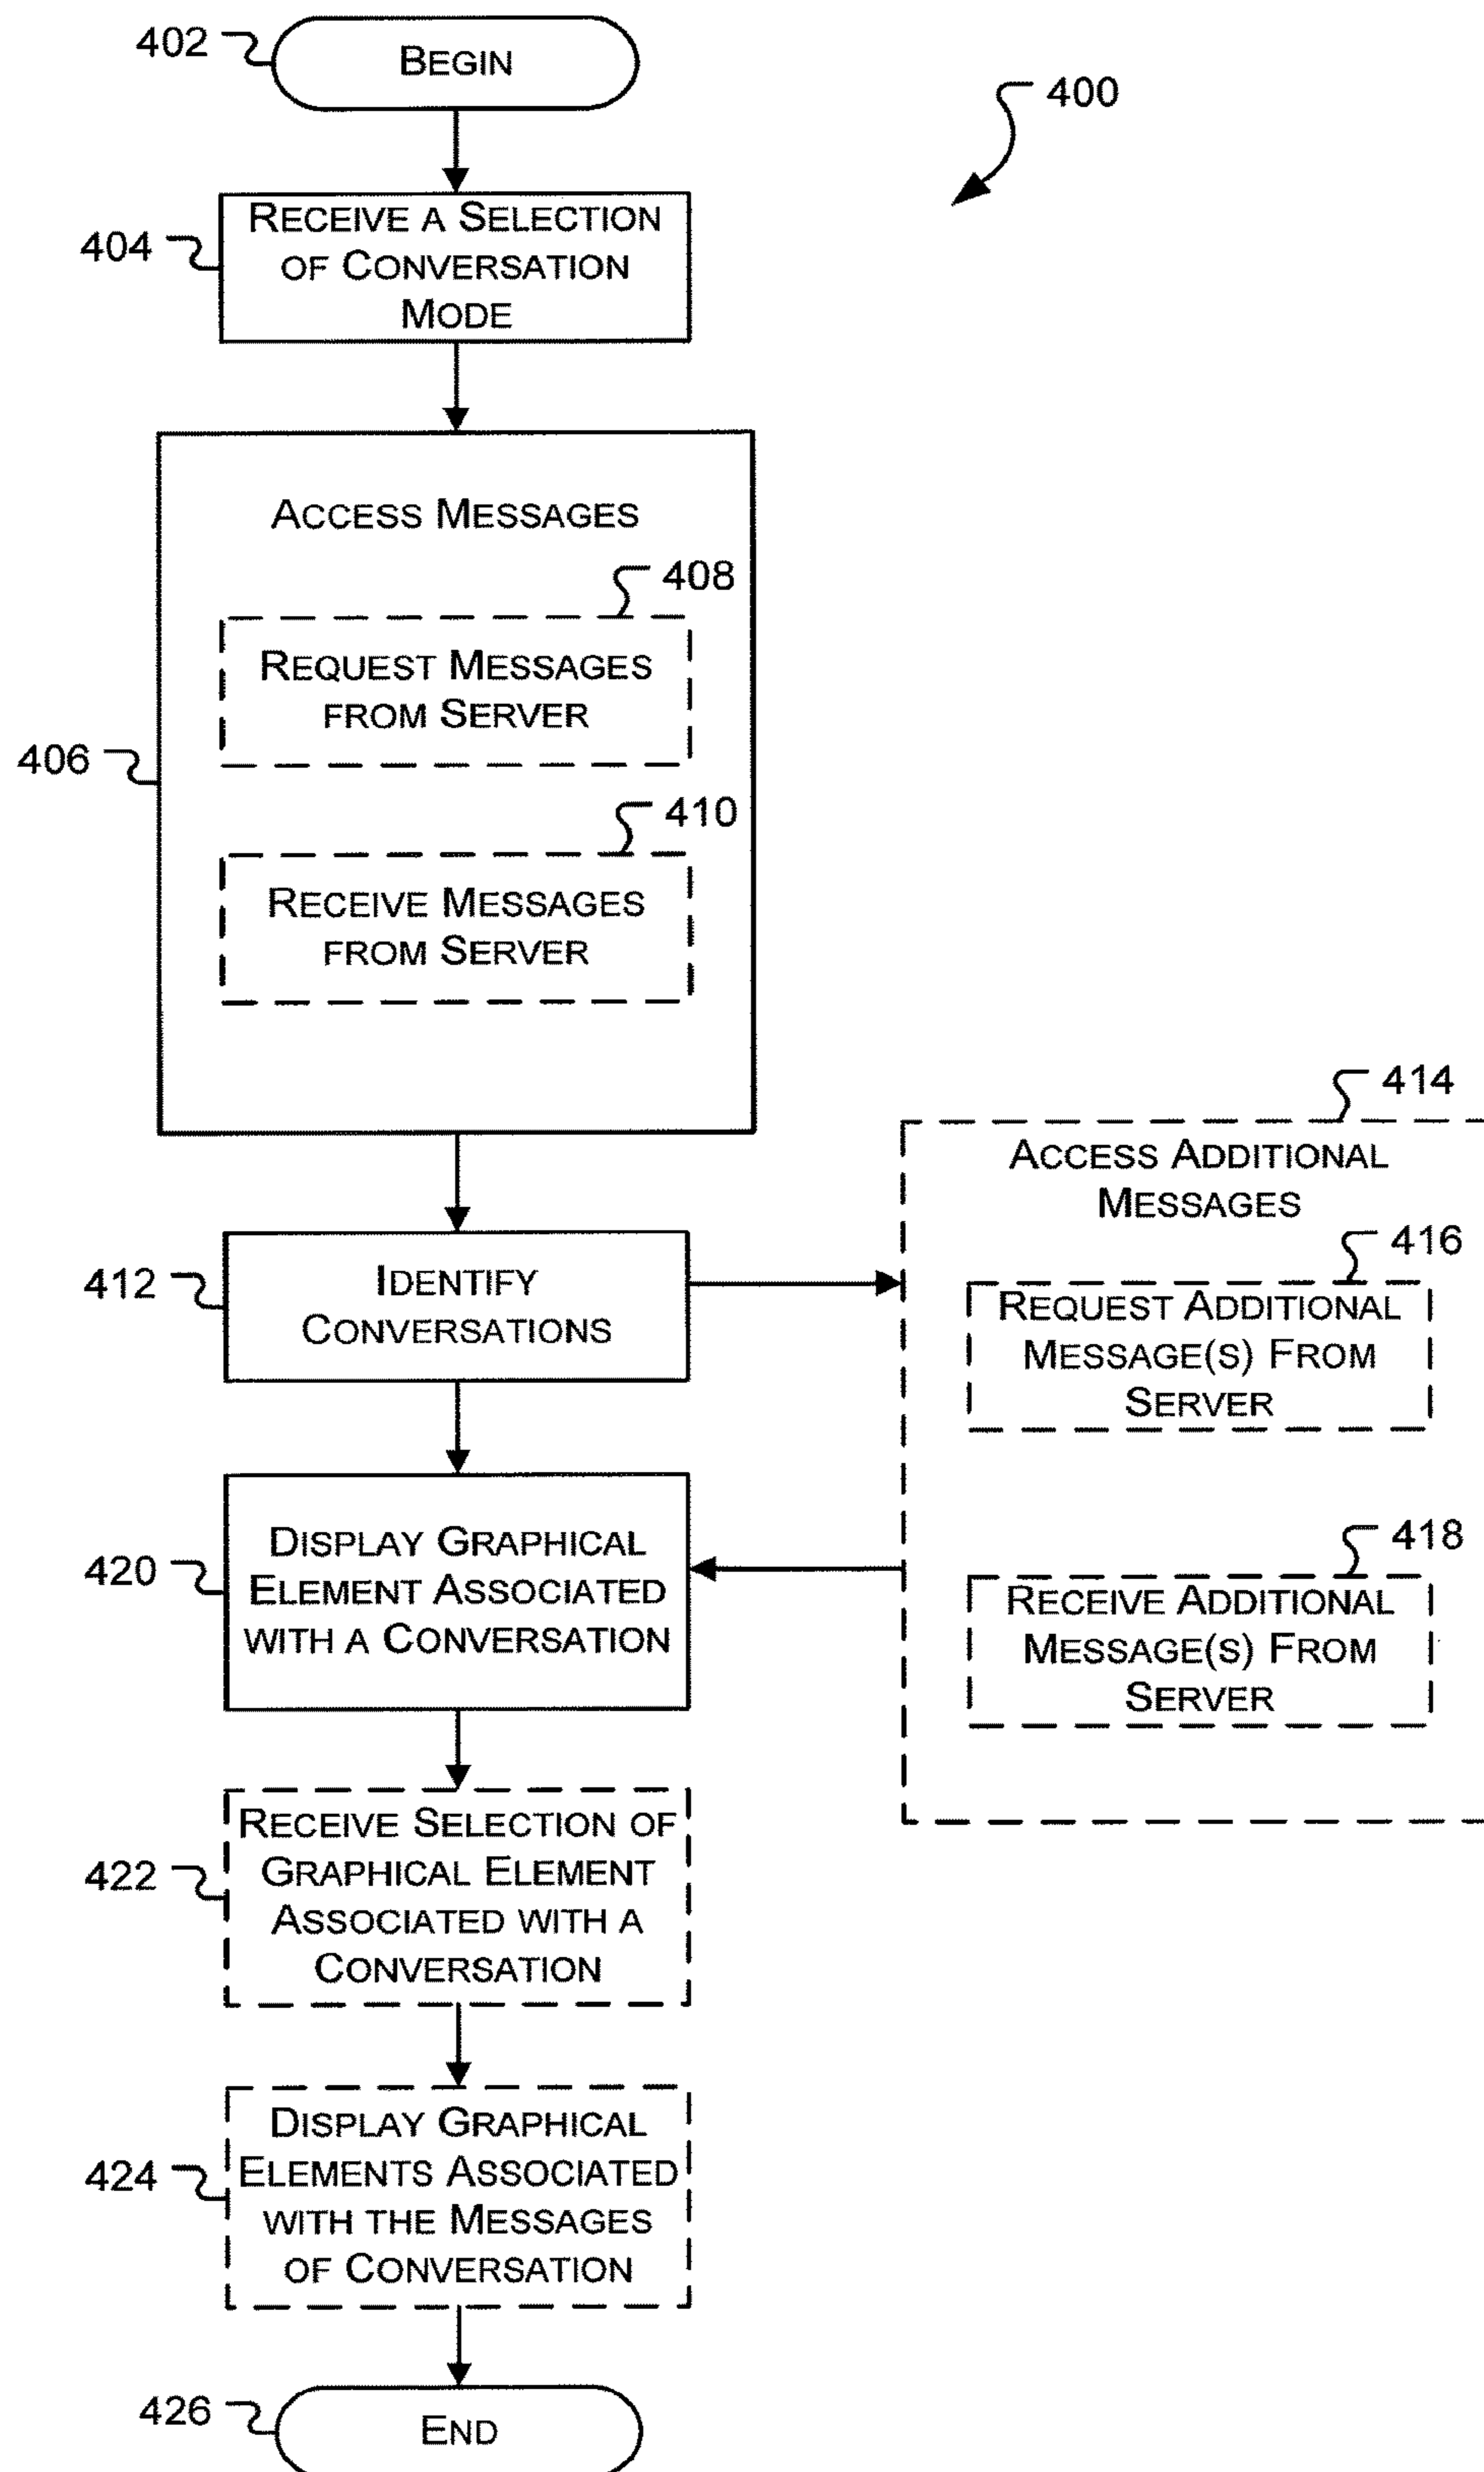 402
BEGIN
400
404
RECEIVE A SELECTION
OF CONVERSATION
MODE
406
ACCESS MESSAGES
408
REQUEST MESSAGES
FROM SERVER
410
RECEIVE MESSAGES
FROM SERVER
412
IDENTIFY
CONVERSATIONS
414
ACCESS ADDITIONAL
MESSAGES
416
REQUEST ADDITIONAL
MESSAGE(S) FROM
SERVER
418
RECEIVE ADDITIONAL
MESSAGE(S) FROM
SERVER
420
DISPLAY GRAPHICAL
ELEMENT ASSOCIATED
WITH A CONVERSATION
422
RECEIVE SELECTION OF
GRAPHICAL ELEMENT
ASSOCIATED WITH A
CONVERSATION
424
DISPLAY GRAPHICAL
ELEMENTS ASSOCIATED
WITH THE MESSAGES
OF CONVERSATION
426
END